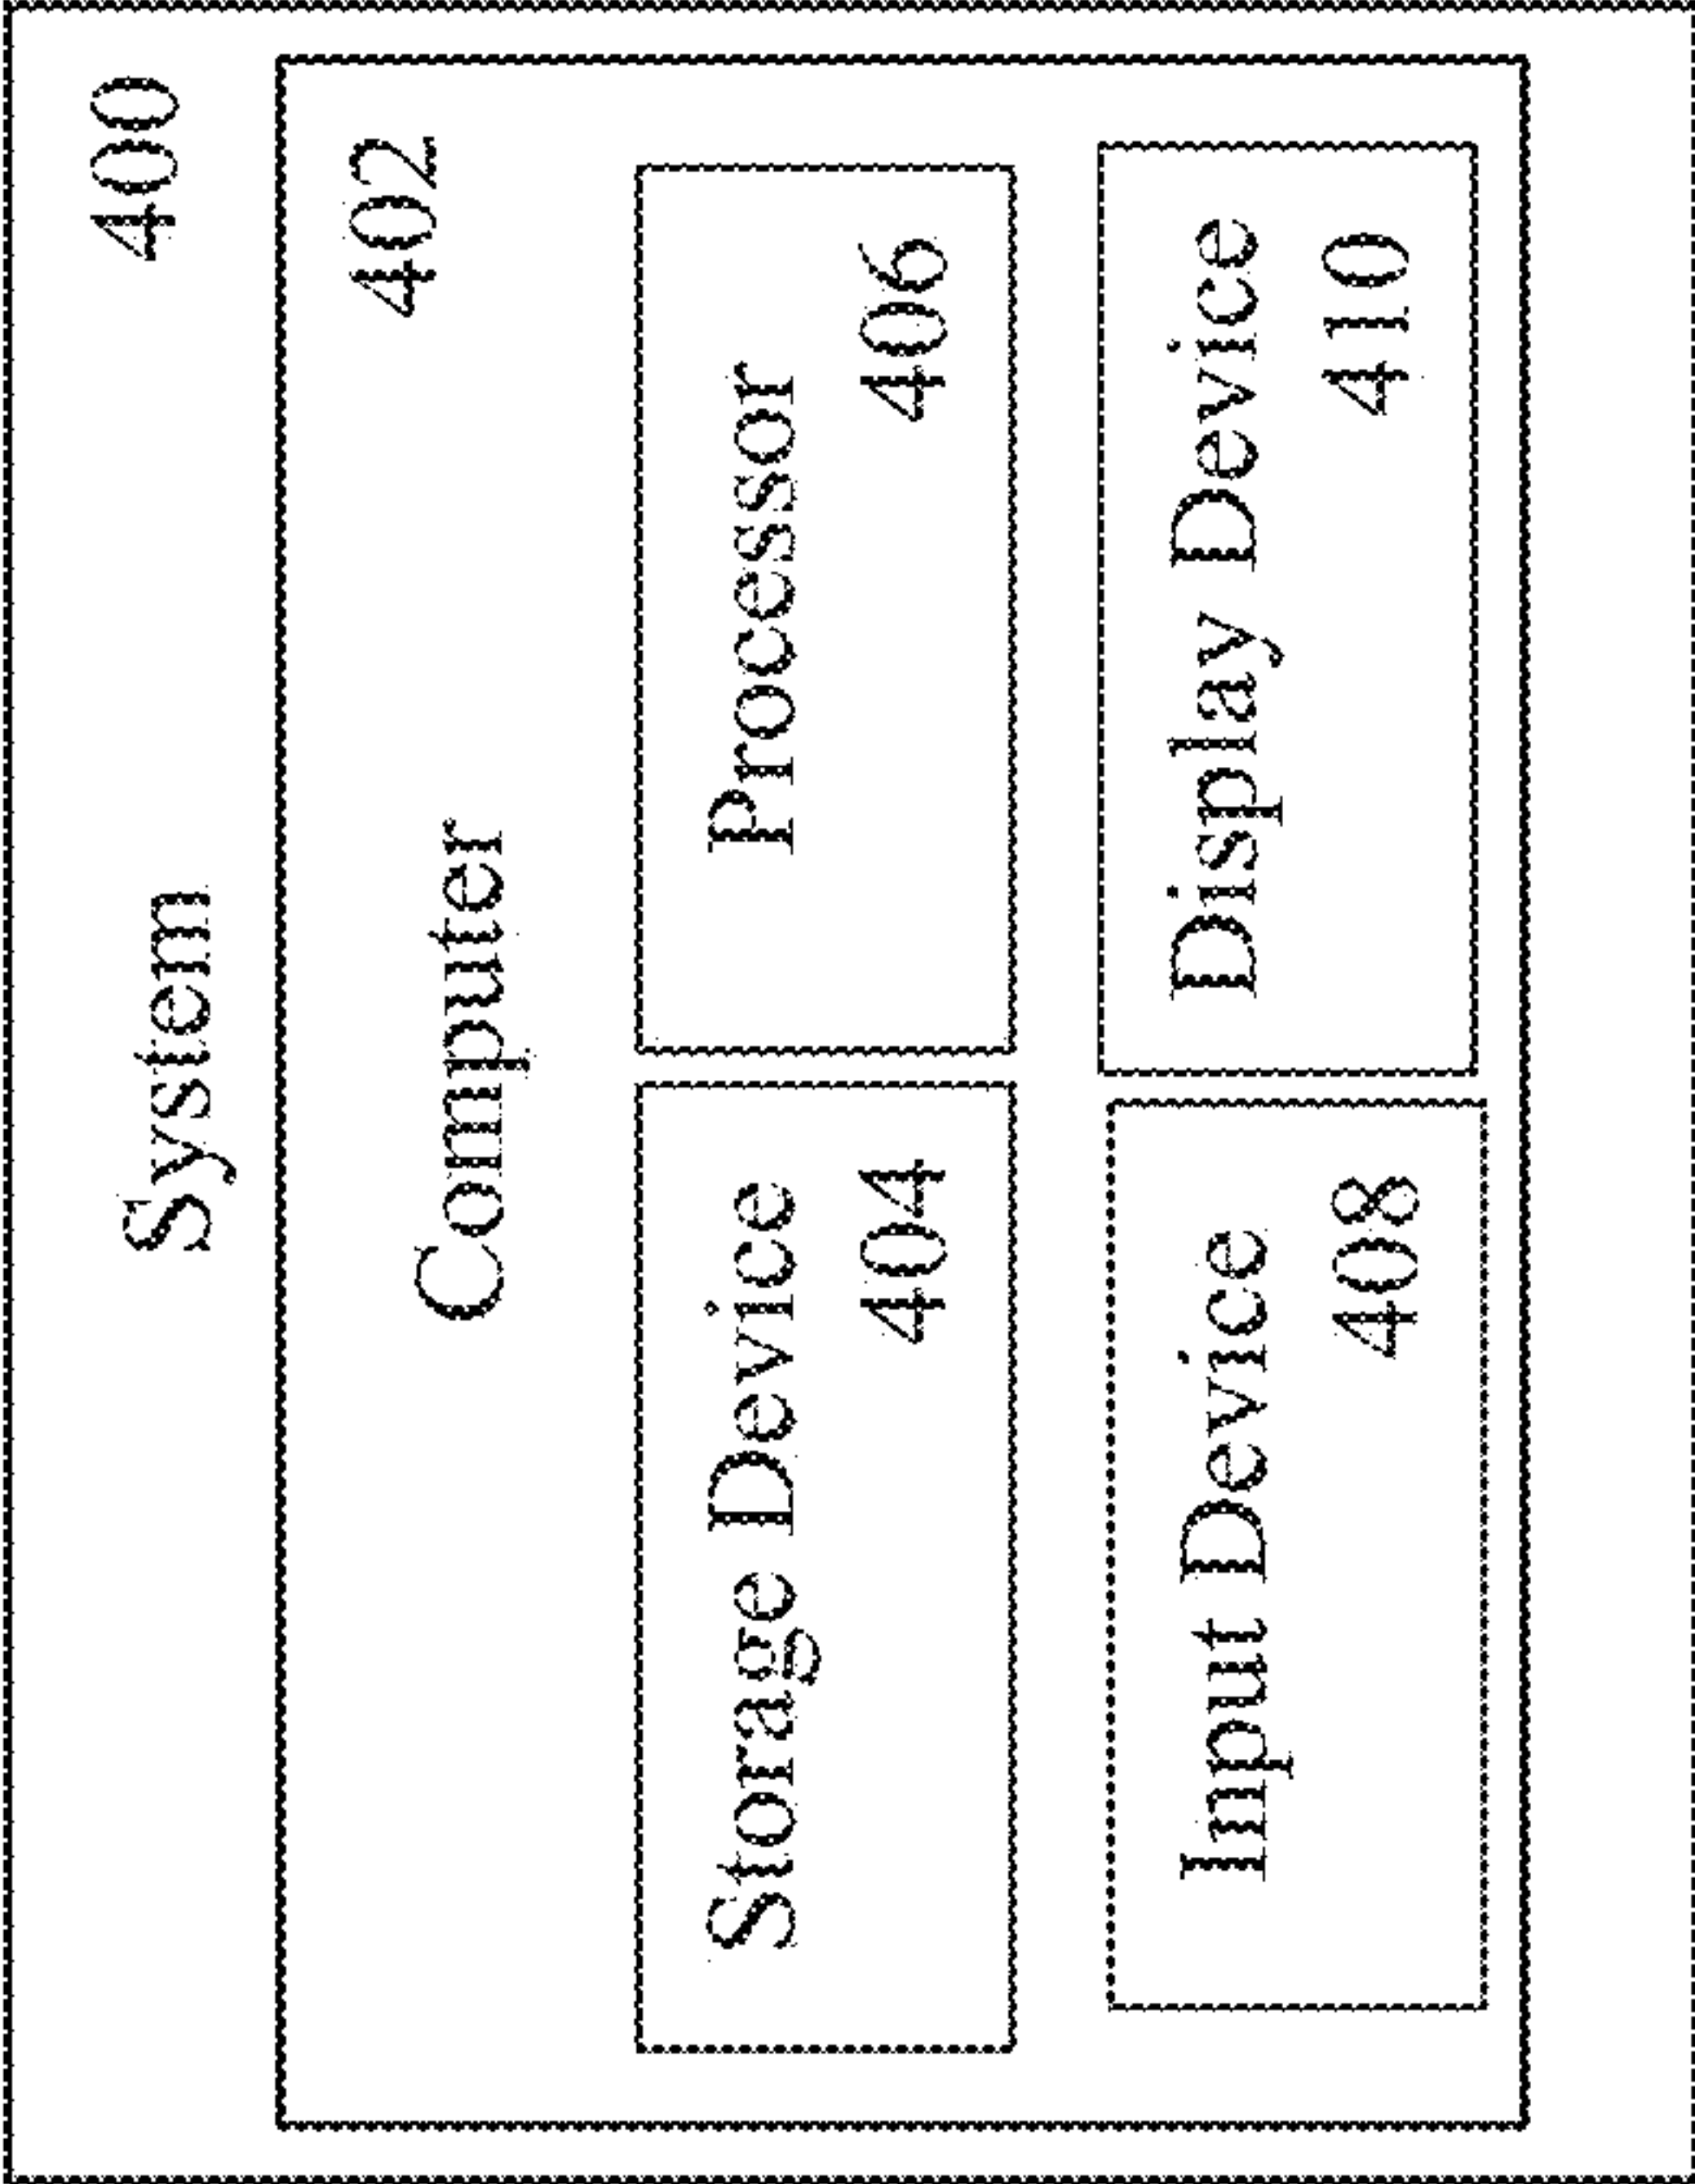 System
400
Computer
402
Storage Device
404
Processor
406
Input Device
408
Display Device
410